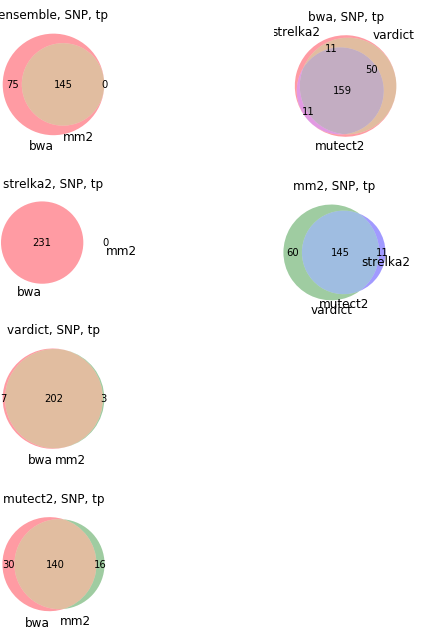 ensemble, SNP, tp
75 145 0
bwa mm2
strelka2, SNP, tp
231 0
mm2
bwa
vardict, SNP, tp
7 202 3
bwa mm2
mutect2, SNP, tp
30 140 16
bwa mm2
bwa, SNP, tp
strelka2 vardict
11
50
159
11
mutect2
mm2, SNP, tp
60 145 11
strelka2
mutect2
vardict